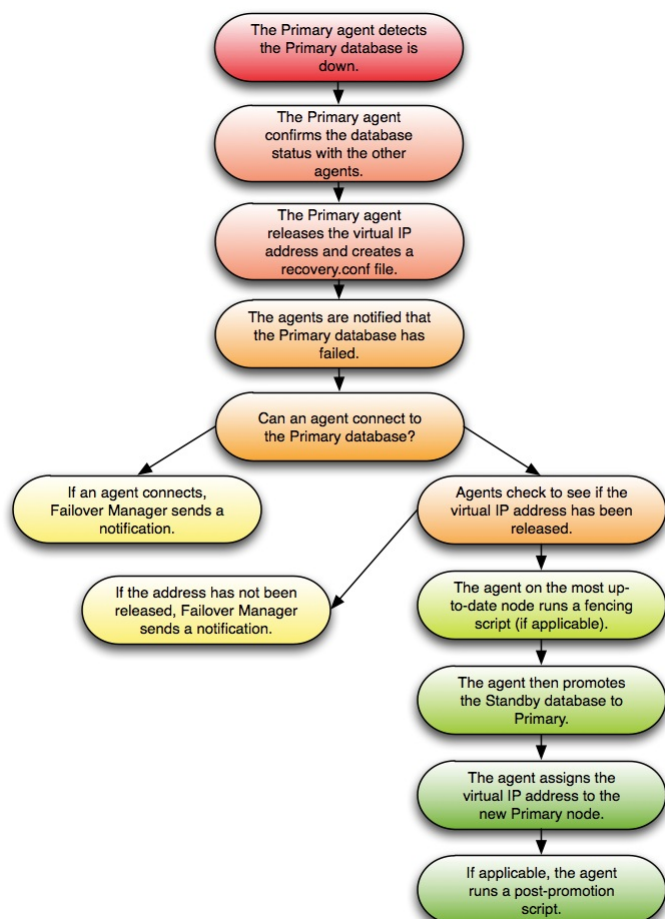 The Primary agent detects
the Primary database is
down.
The Primary agent
confirms the database
status with the other
agents.
The Primary agent
releases the virtual IP
address and creates a
recovery.conf file.
The agents are notified that
the Primary database has
failed.
Can an agent connect to
the Primary database?
If an agent connects,
Failover Manager sends a
notification.
Agents check to see if the
virtual IP address has been
released.
If the address has not been
released, Failover Manager
sends a notification.
The agent on the most up-
to-date node runs a fencing
script (if applicable).
The agent then promotes
the Standby database to
Primary.
The agent assigns the
virtual IP address to the
new Primary node.
If applicable, the agent
runs a post-promotion
script.